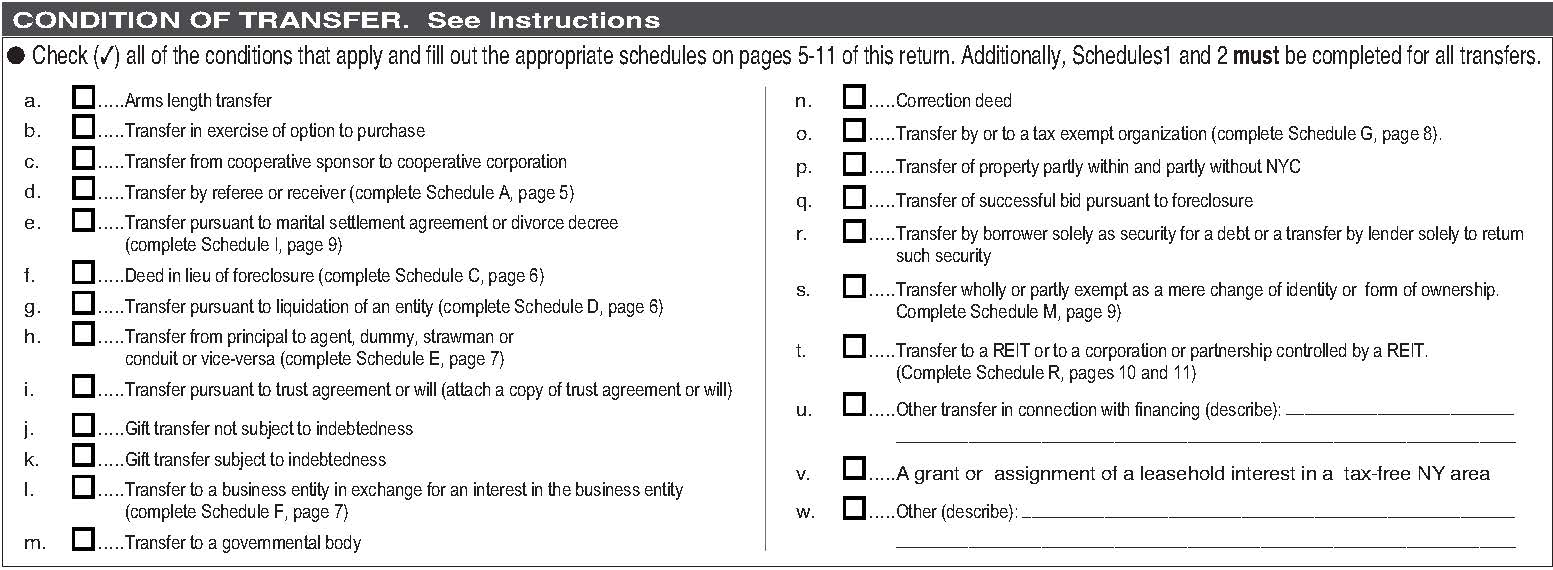 CONDITION OF TRANSFER. See Instructions
● Check (✓) all of the conditions that apply and fill out the appropriate schedules on pages 5-11 of this return. Additionally, Schedules1 and 2 must be completed for all transfers.
a. ☐.....Arms length transfer
b. ☐.....Transfer in exercise of option to purchase
c. ☐.....Transfer from cooperative sponsor to cooperative corporation
d. ☐.....Transfer by referee or receiver (complete Schedule A, page 5)
e. ☐.....Transfer pursuant to marital settlement agreement or divorce decree
(complete Schedule I, page 9)
f. ☐.....Deed in lieu of foreclosure (complete Schedule C, page 6)
g. ☐.....Transfer pursuant to liquidation of an entity (complete Schedule D, page 6)
h. ☐.....Transfer from principal to agent, dummy, strawman or
conduit or vice-versa (complete Schedule E, page 7)
i. ☐.....Transfer pursuant to trust agreement or will (attach a copy of trust agreement or will)
j. ☐.....Gift transfer not subject to indebtedness
k. ☐.....Gift transfer subject to indebtedness
l. ☐.....Transfer to a business entity in exchange for an interest in the business entity
(complete Schedule F, page 7)
m. ☐.....Transfer to a governmental body
n. ☐.....Correction deed
o. ☐.....Transfer by or to a tax exempt organization (complete Schedule G, page 8).
p. ☐.....Transfer of property partly within and partly without NYC
q. ☐.....Transfer of successful bid pursuant to foreclosure
r. ☐.....Transfer by borrower solely as security for a debt or a transfer by lender solely to return
such security
s. ☐.....Transfer wholly or partly exempt as a mere change of identity or form of ownership.
Complete Schedule M, page 9)
t. ☐.....Transfer to a REIT or to a corporation or partnership controlled by a REIT.
(Complete Schedule R, pages 10 and 11)
u. ☐.....Other transfer in connection with financing (describe):
v. ☐.....A grant or assignment of a leasehold interest in a tax-free NY area
w. ☐.....Other (describe):